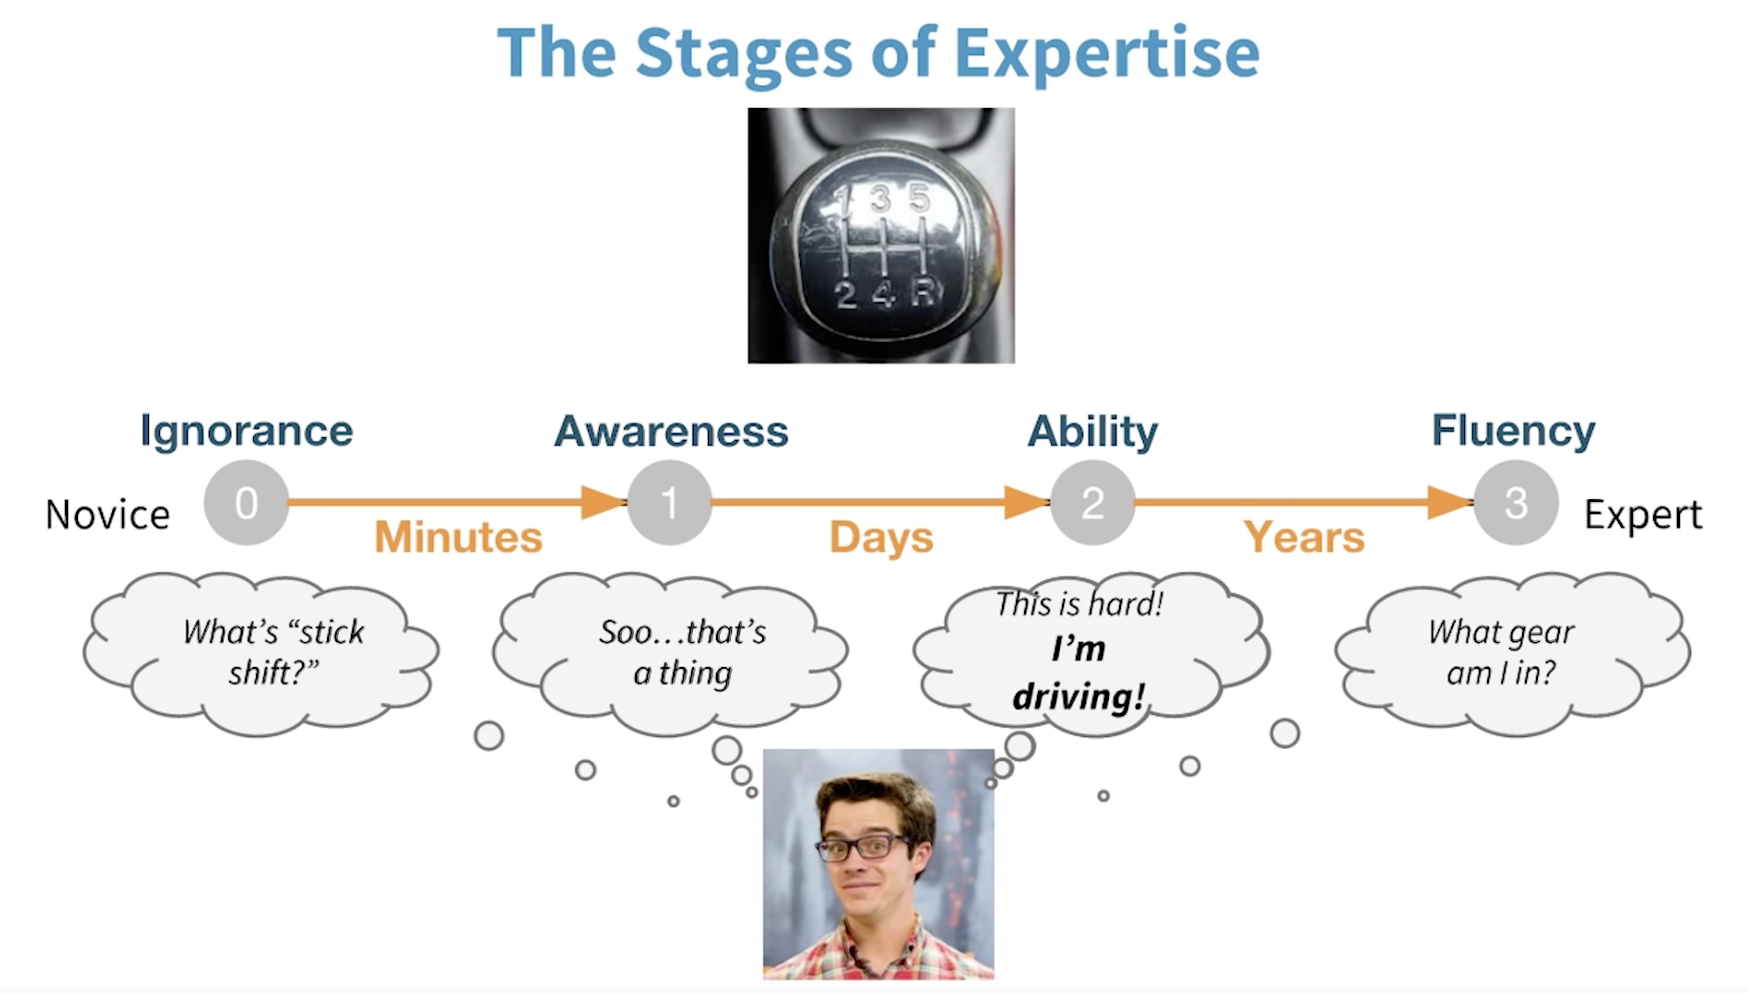 The Stages of Expertise
1 3 5
2 4 R
Ignorance
Awareness
Ability
Fluency
Novice
0
1
2
3
Expert
Minutes
Days
Years
What's “stick
shift?”
Soo…that's
a thing
This is hard!
I'm
driving!
What gear
am I in?